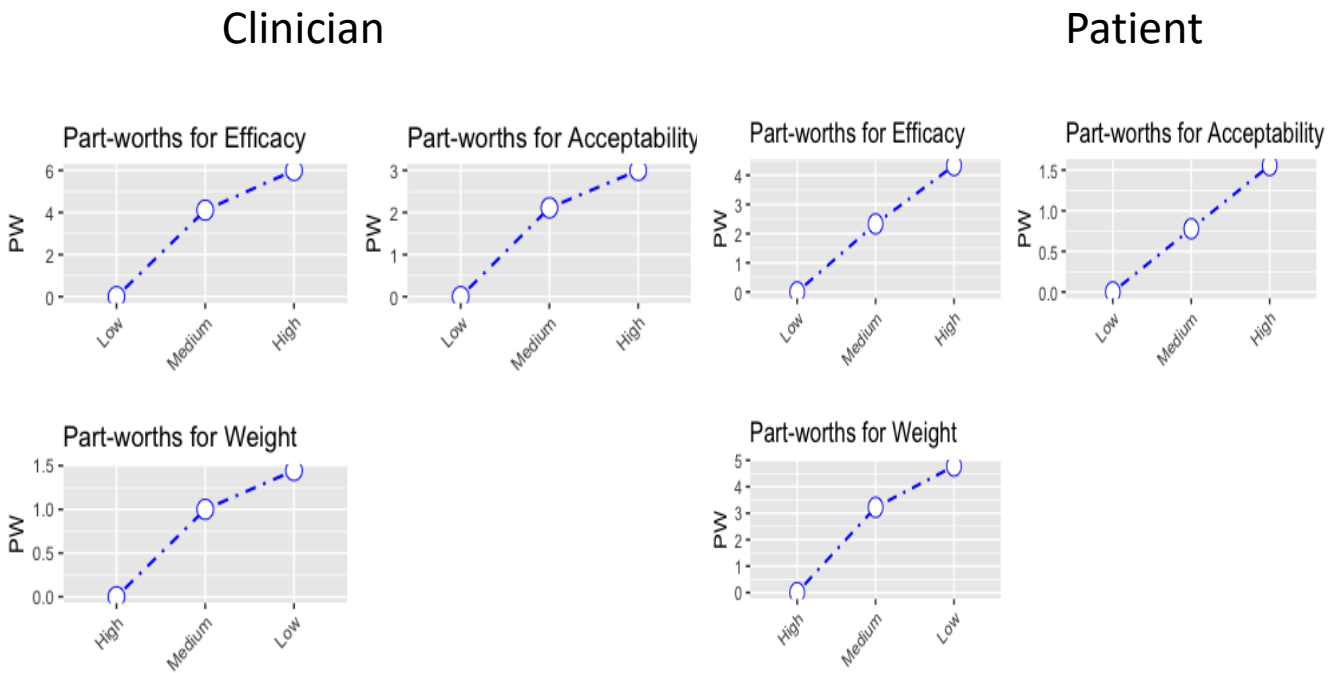 Clinician
Patient
Part-worths for Efficacy
6
4
2
0
PW
Low
Medium
High
Part-worths for Acceptability
3
2
1
0
PW
Low
Medium
High
Part-worths for Efficacy
4
3
2
1
0
PW
Low
Medium
High
Part-worths for Acceptability
1.5
1.0
0.5
0.0
PW
Low
Medium
High
Part-worths for Weight
1.5
1.0
0.5
0.0
PW
High
Medium
Low
Part-worths for Weight
5
4
3
2
1
0
PW
High
Medium
Low